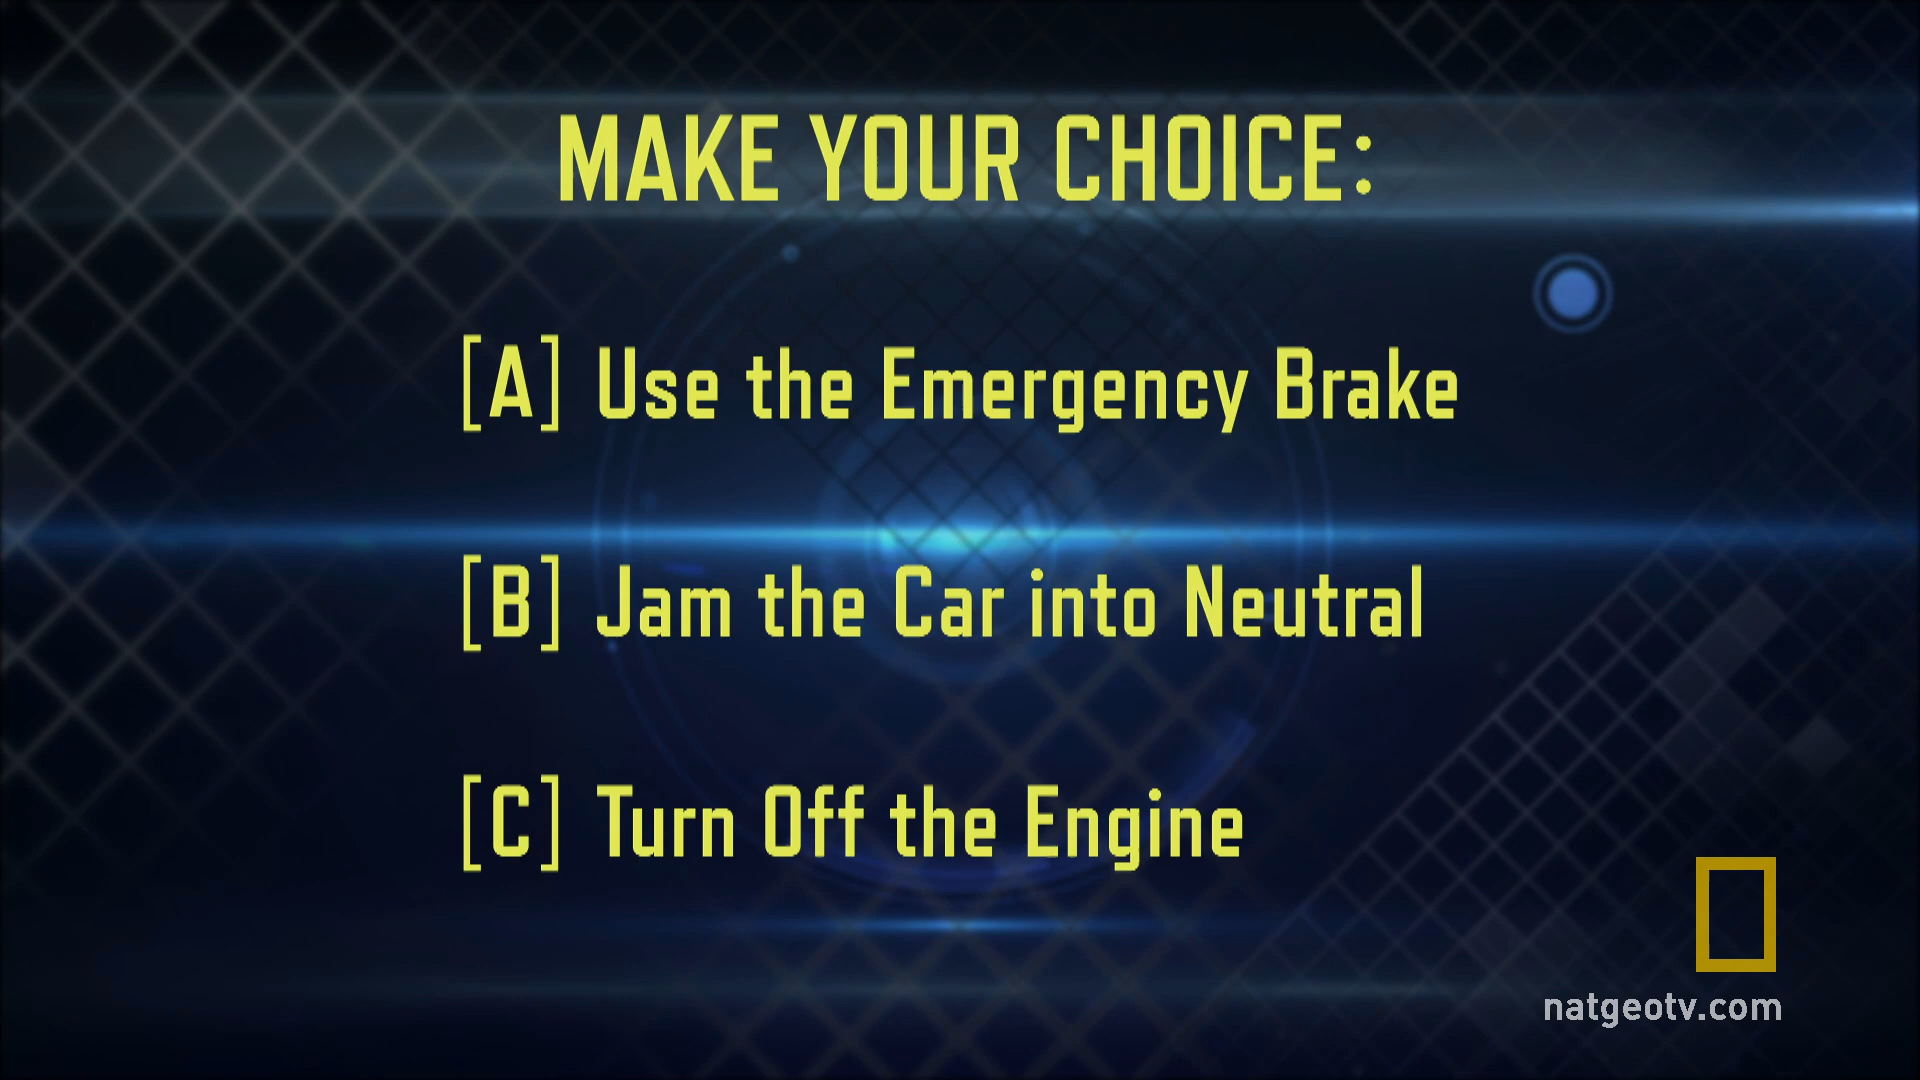 MAKE YOUR CHOICE:
[A] Use the Emergency Brake
[B] Jam the Car into Neutral
[C] Turn Off the Engine
natgeotv.com